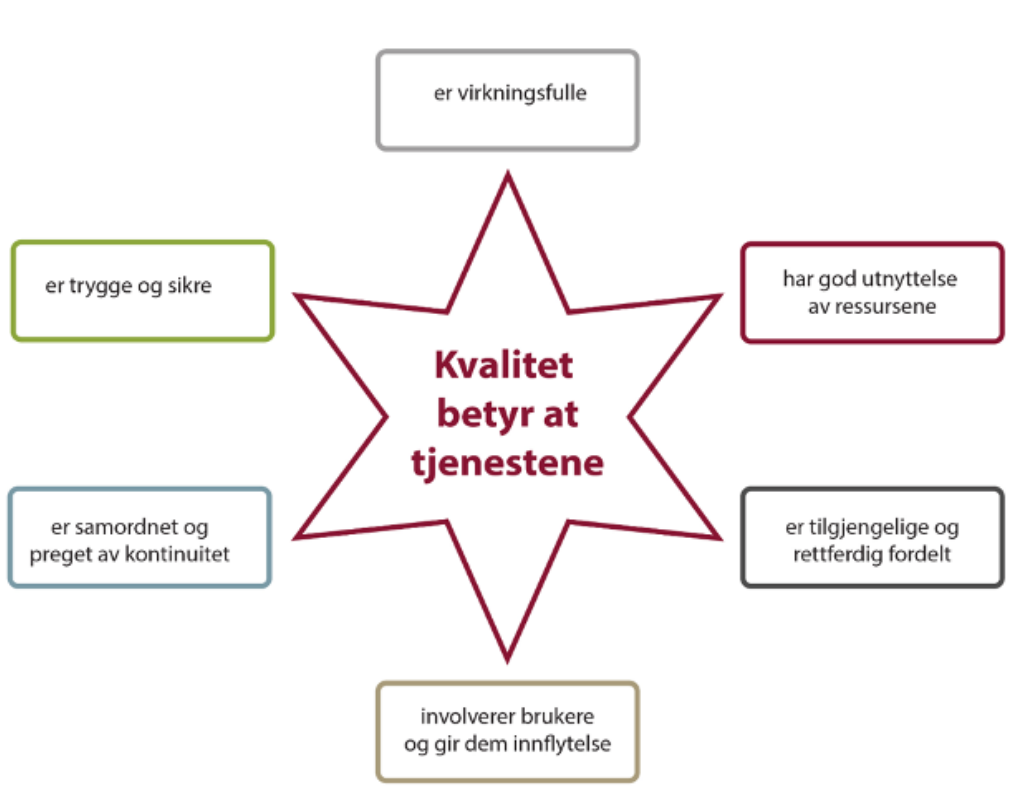 er virkningsfulle
er trygge og sikre
har god utnyttelse
av ressursene
Kvalitet
betyr at
tjenestene
er samordnet og
preget av kontinuitet
er tilgjengelige og
rettferdig fordelt
involverer brukere
og gir dem innflytelse